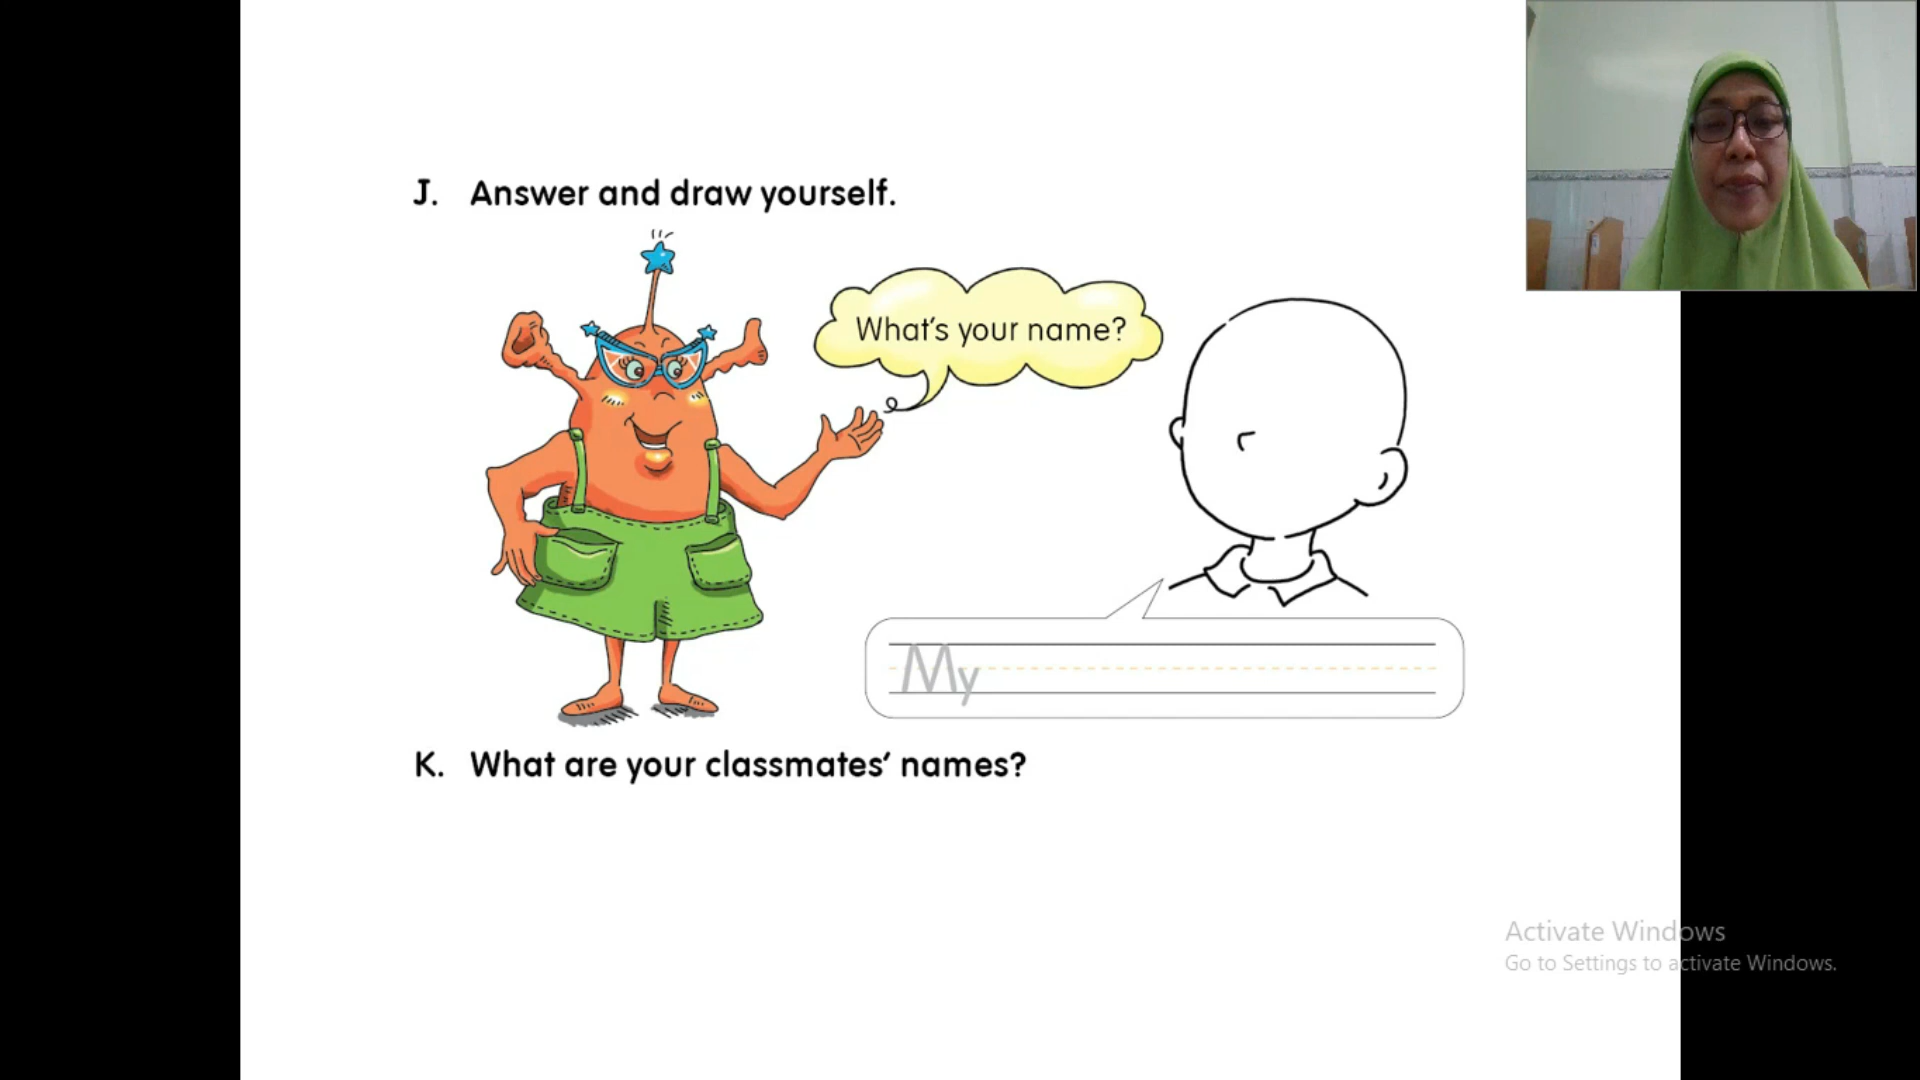 J. Answer and draw yourself.
What's your name?
My
K. What are your classmates' names?
Activate Windows
Go to Settings to activate Windows.